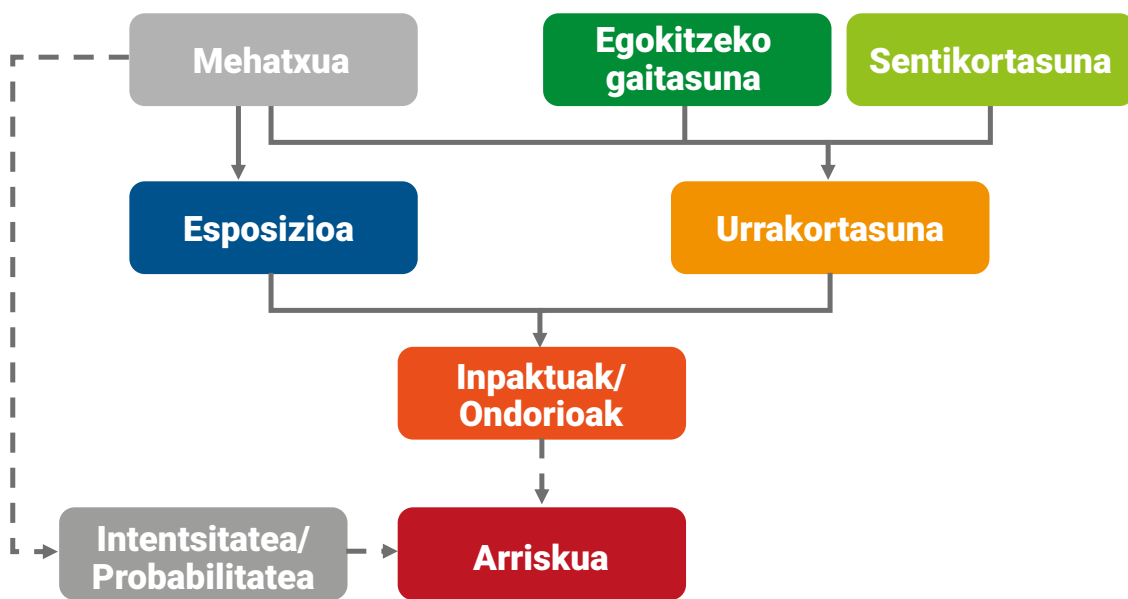 Mehatxua
Egokitzeko
gaitasuna
Sentikortasuna
Esposizioa
Urrakortasuna
Inpaktuak/
Ondorioak
Intentsitatea/
Probabilitatea
Arriskua